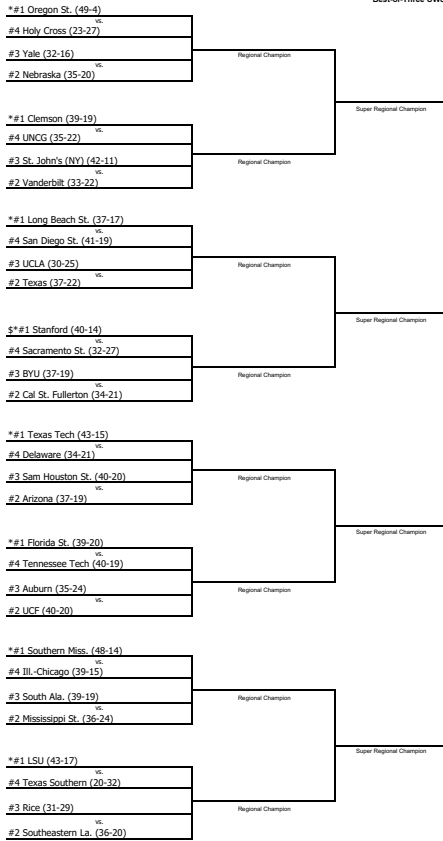 *#1 Oregon St. (49-4)
vs.
#4 Holy Cross (23-27)
#3 Yale (32-16)
vs.
#2 Nebraska (35-20)
Regional Champion
Super Regional Champion
*#1 Clemson (39-19)
vs.
#4 UNCG (35-22)
#3 St. John's (NY) (42-11)
vs.
#2 Vanderbilt (33-22)
Regional Champion
*#1 Long Beach St. (37-17)
vs.
#4 San Diego St. (41-19)
#3 UCLA (30-25)
vs.
#2 Texas (37-22)
Regional Champion
Super Regional Champion
$*#1 Stanford (40-14)
vs.
#4 Sacramento St. (32-27)
#3 BYU (37-19)
vs.
#2 Cal St. Fullerton (34-21)
Regional Champion
*#1 Texas Tech (43-15)
vs.
#4 Delaware (34-21)
#3 Sam Houston St. (40-20)
vs.
#2 Arizona (37-19)
Regional Champion
Super Regional Champion
*#1 Florida St. (39-20)
vs.
#4 Tennessee Tech (40-19)
#3 Auburn (35-24)
vs.
#2 UCF (40-20)
Regional Champion
*#1 Southern Miss. (48-14)
vs.
#4 Ill.-Chicago (39-15)
#3 South Ala. (39-19)
vs.
#2 Mississippi St. (36-24)
Regional Champion
Super Regional Champion
*#1 LSU (43-17)
vs.
#4 Texas Southern (20-32)
#3 Rice (31-29)
vs.
#2 Southeastern La. (36-20)
Regional Champion